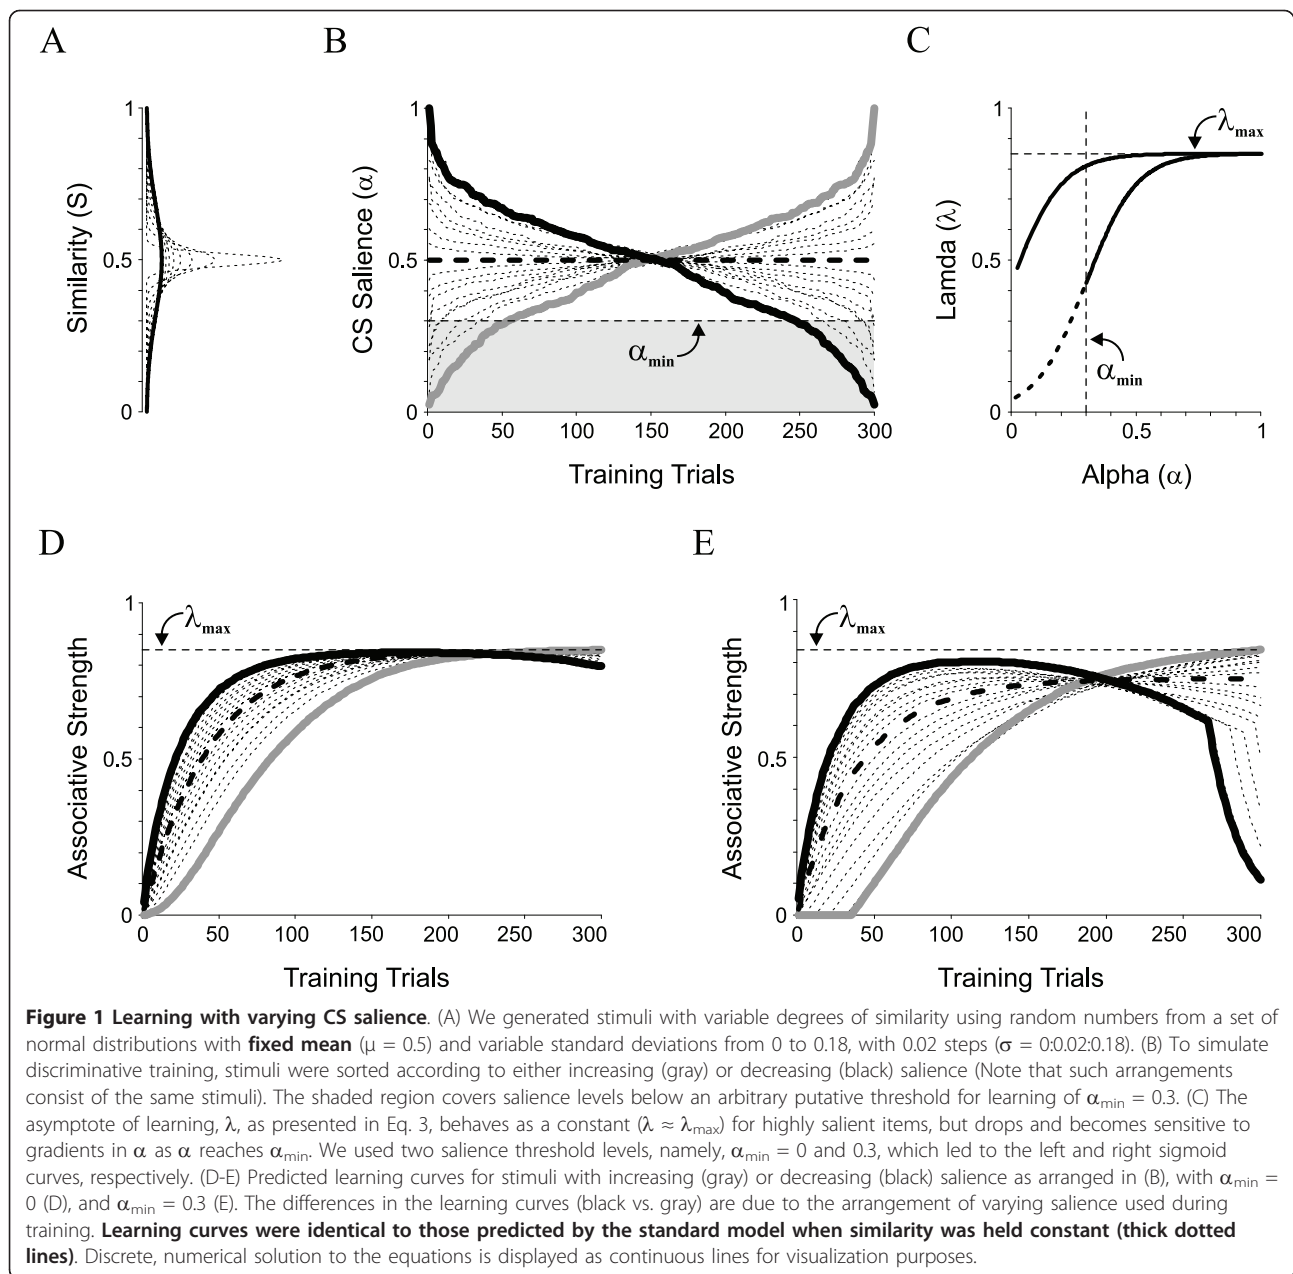 A
B
C
1
0.5
0
Similarity (S)
1
0.5
0
CS Salience (α)
αmin
0
50
100
150
200
250
300
Training Trials
1
0.5
0
Lamda (λ)
λmax
αmin
0
0.5
1
Alpha (α)
D
E
1
0.5
0
Associative Strength
λmax
0
50
100
150
200
250
300
Training Trials
1
0.5
0
Associative Strength
λmax
0
50
100
150
200
250
300
Training Trials
Figure 1 Learning with varying CS salience. (A) We generated stimuli with variable degrees of similarity using random numbers from a set of
normal distributions with fixed mean (μ = 0.5) and variable standard deviations from 0 to 0.18, with 0.02 steps (σ = 0:0.02:0.18). (B) To simulate
discriminative training, stimuli were sorted according to either increasing (gray) or decreasing (black) salience (Note that such arrangements
consist of the same stimuli). The shaded region covers salience levels below an arbitrary putative threshold for learning of αmin = 0.3. (C) The
asymptote of learning, λ, as presented in Eq. 3, behaves as a constant (λ ≈ λmax) for highly salient items, but drops and becomes sensitive to
gradients in α as α reaches αmin. We used two salience threshold levels, namely, αmin = 0 and 0.3, which led to the left and right sigmoid
curves, respectively. (D-E) Predicted learning curves for stimuli with increasing (gray) or decreasing (black) salience as arranged in (B), with αmin =
0 (D), and αmin = 0.3 (E). The differences in the learning curves (black vs. gray) are due to the arrangement of varying salience used during
training. Learning curves were identical to those predicted by the standard model when similarity was held constant (thick dotted
lines). Discrete, numerical solution to the equations is displayed as continuous lines for visualization purposes.